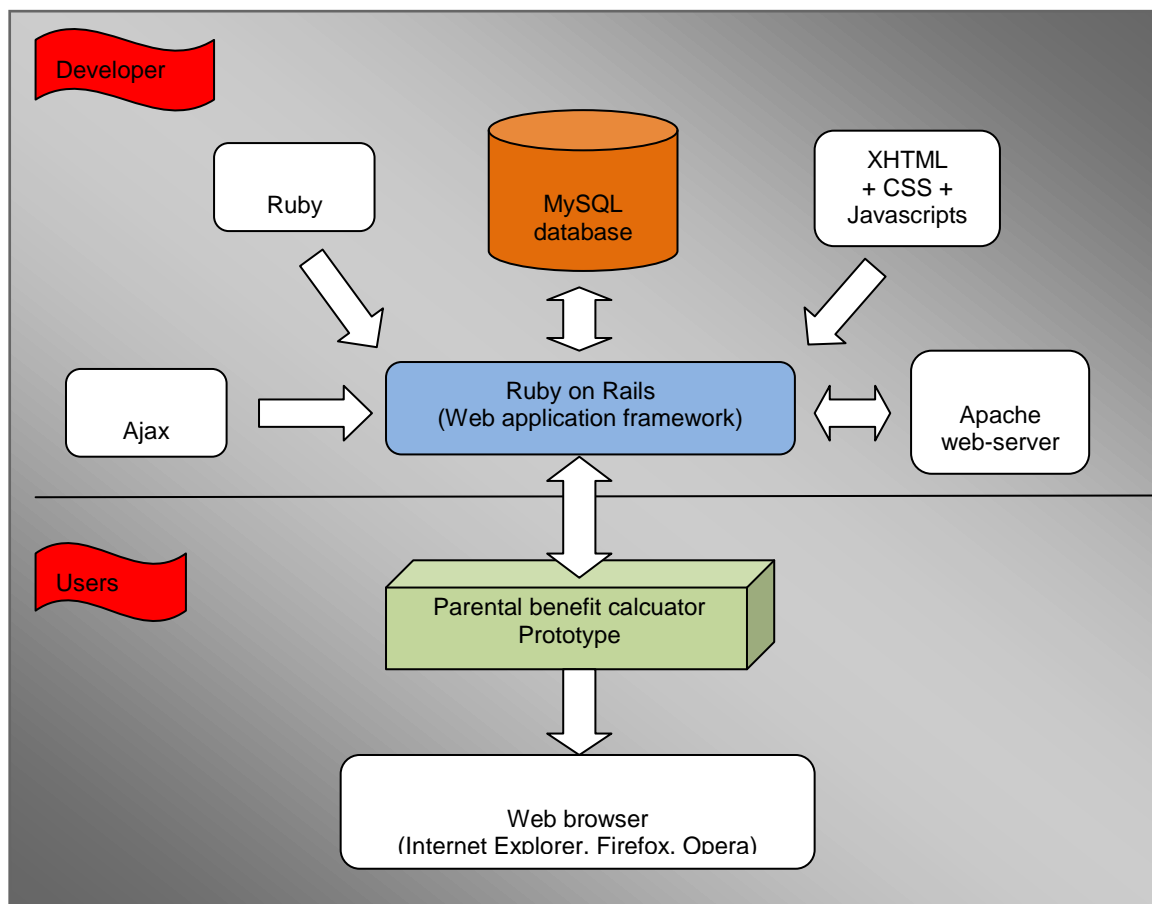 Developer
Ruby
MySQL
database
XHTML
+ CSS +
Javascripts
Ajax
Ruby on Rails
(Web application framework)
Apache
web-server
Users
Parental benefit calcuator
Prototype
Web browser
(Internet Explorer, Firefox, Opera)